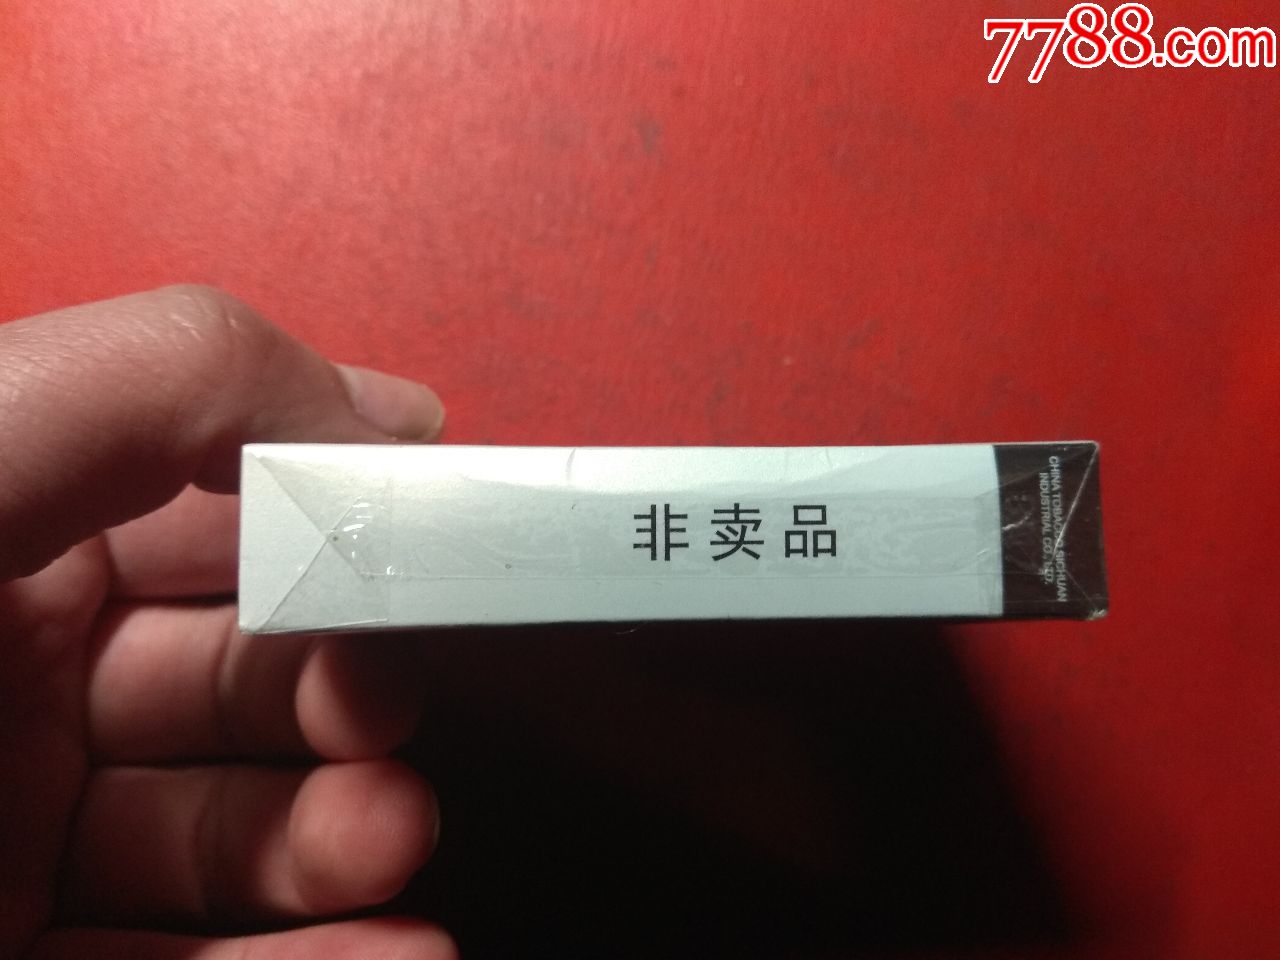 7788.com
非卖品
CHINA TOBACCO SICHUAN
INDUSTRIAL CO., LTD.